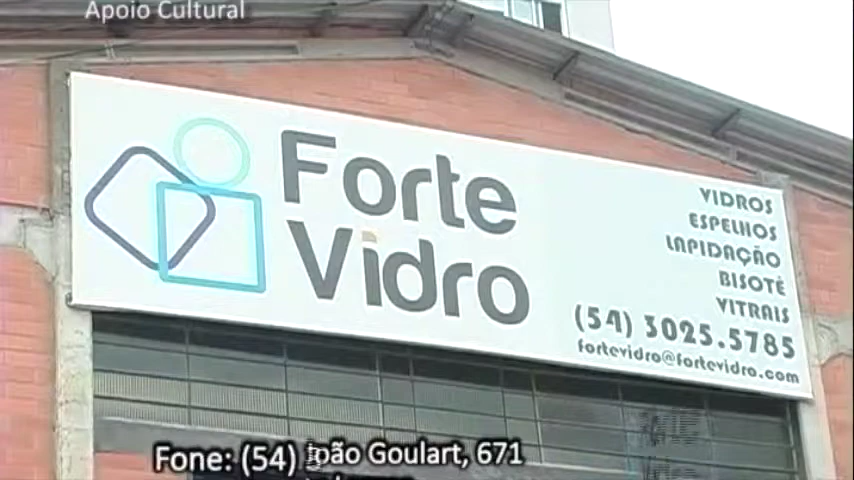 Apoio Cultural
Forte
Vidro
VIDROS
ESPELHOS
LAPIDAÇÃO
BISOTÊ
VITRAIS
(54) 3025.5785
fortevidro@fortevidro.com
Fone: (54) João Goulart, 671